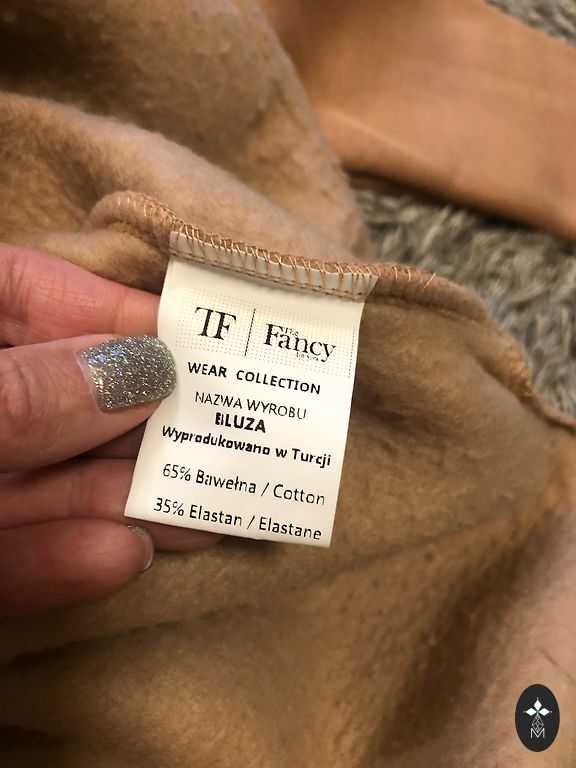 TF The Fancy
WEAR COLLECTION
NAZWA WYROBU
BLUZA
Wyprodukowano w Turcji
65% Bawełna / Cotton
35% Elastan / Elastane
M